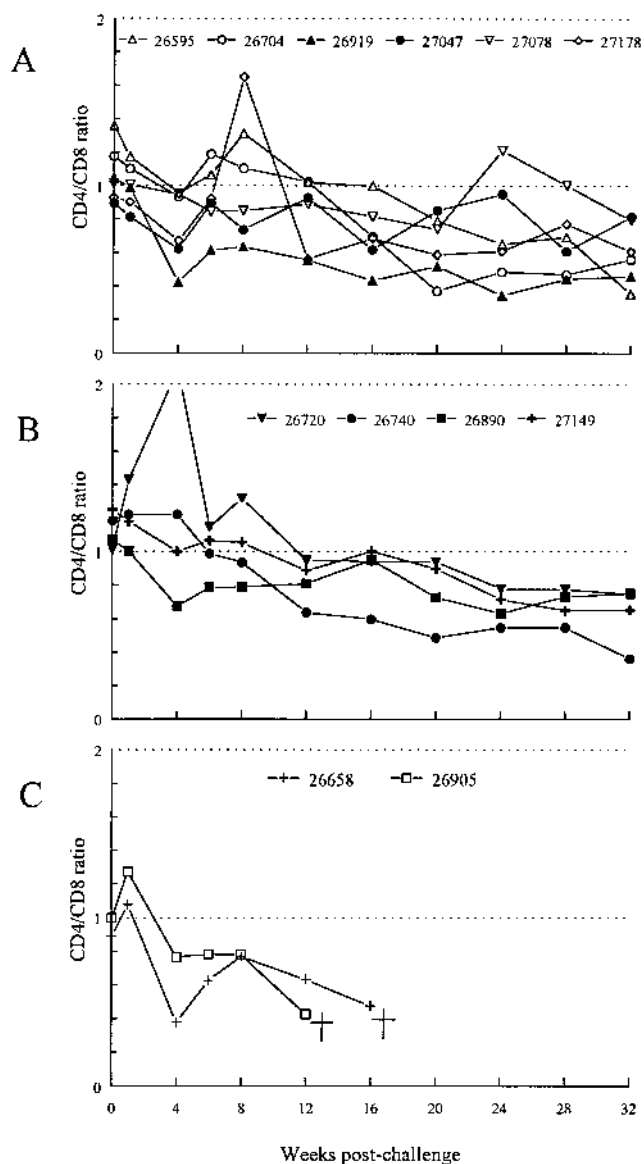 A
2
26595 26704 26919 27047 27078 27178
CD4/CD8 ratio
1
0
B
2
26720 26740 26890 27149
CD4/CD8 ratio
1
0
C
2
26658 26905
CD4/CD8 ratio
1
0
0 4 8 12 16 20 24 28 32
Weeks post-challenge